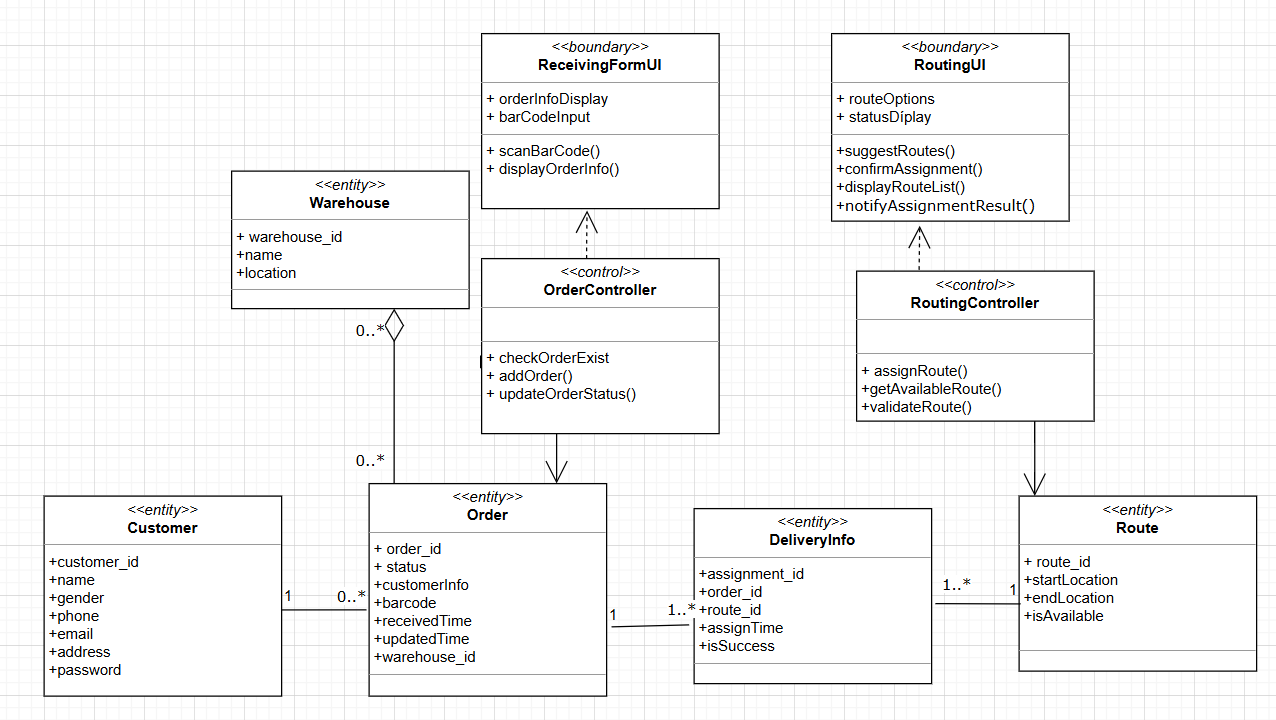 <<boundary>>
ReceivingFormUI
+ orderInfoDisplay
+ barCodeInput
+ scanBarCode()
+ displayOrderInfo()
<<boundary>>
RoutingUI
+ routeOptions
+ statusDíplay
+suggestRoutes()
+confirmAssignment()
+displayRouteList()
+notifyAssignmentResult()
<<entity>>
Warehouse
+ warehouse_id
+name
+location
<<control>>
OrderController
+ checkOrderExist
+ addOrder()
+ updateOrderStatus()
<<control>>
RoutingController
+ assignRoute()
+getAvailableRoute()
+validateRoute()
0..*
0..*
<<entity>>
Customer
+customer_id
+name
+gender
+phone
+email
+address
+password
1
0..*
<<entity>>
Order
+ order_id
+ status
+customerInfo
+barcode
+receivedTime
+updatedTime
+warehouse_id
1
1..*
<<entity>>
DeliveryInfo
+assignment_id
+order_id
+route_id
+assignTime
+isSuccess
1..*
1
<<entity>>
Route
+ route_id
+startLocation
+endLocation
+isAvailable